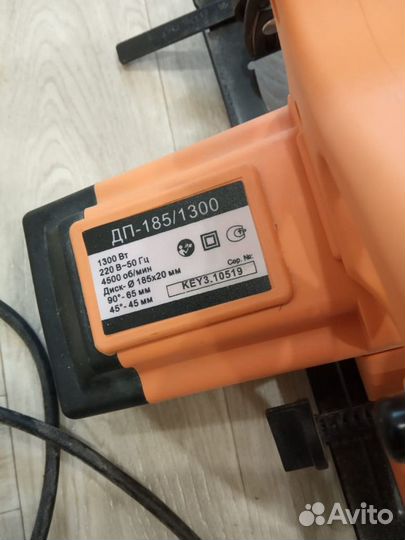 ДП-185/1300
1300 Вт
220 В~50 Гц
4500 об/мин
Диск- Ø 185x20 мм
90°- 65 мм
45°- 45 мм
Сер. №:
KEY3.10519
Avito